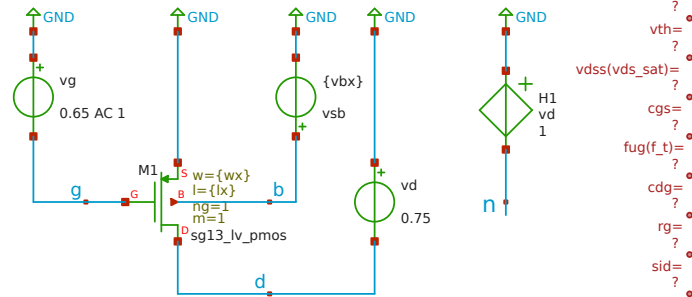 GND
GND
GND
GND
GND
vg
0.65 AC 1
{vbx}
vsb
g
M1
G
S
B
D
w={wx}
l={lx}
ng=1
m=1
sg13_lv_pmos
b
vd
0.75
d
H1
vd
1
n
?
vth=
?
vdss(vds_sat)=
?
cgs=
?
fug(f_t)=
?
cdg=
?
rg=
?
sid=
?